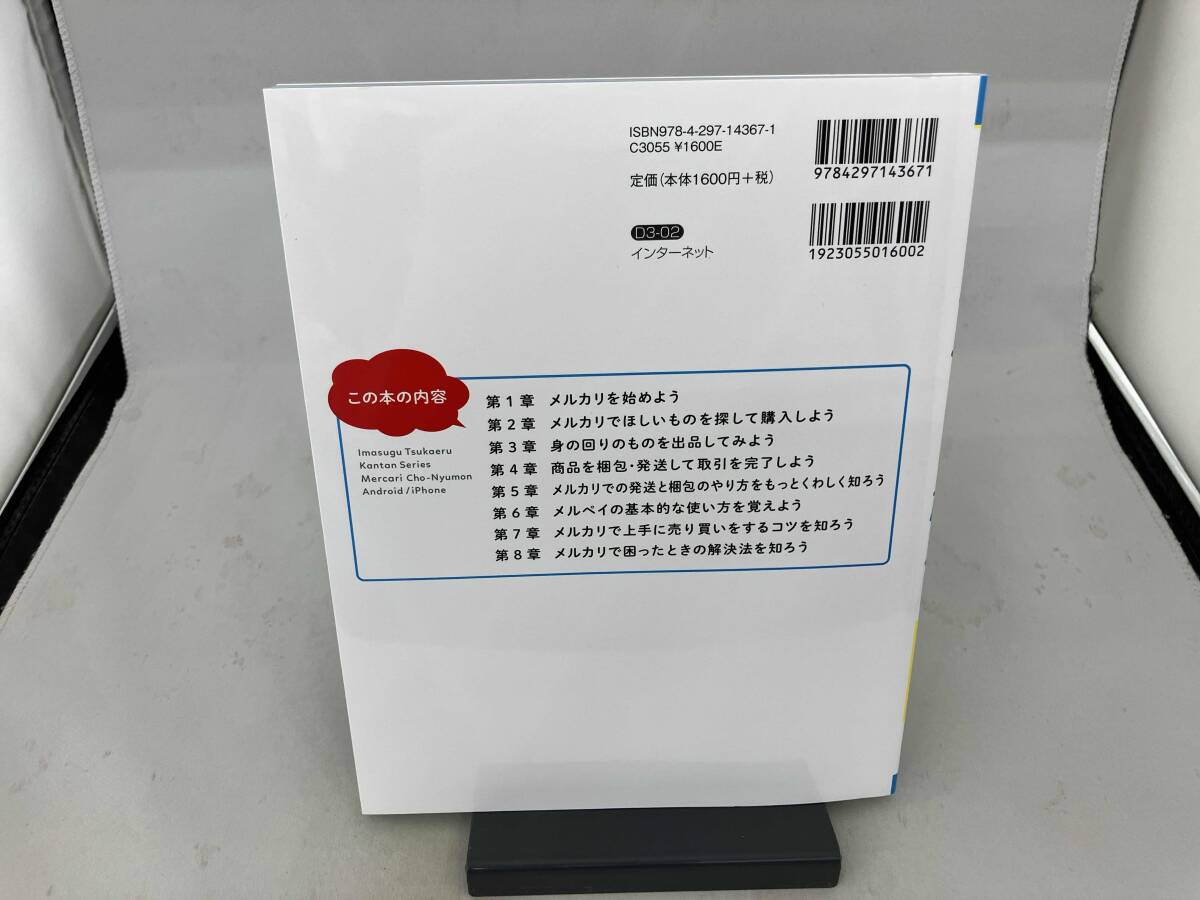 ISBN978-4-297-14367-1
C3055 ¥1600E
定価(本体1600円+税)
9784297143671
D3-02
インターネット
1923055016002
この本の内容
Imasugu Tsukaeru
Kantan Series
Mercari Cho-Nyumon
Android/iPhone
第1章 メルカリを始めよう
第2章 メルカリでほしいものを探して購入しよう
第3章 身の回りのものを出品してみよう
第4章 商品を梱包・発送して取引を完了しよう
第5章 メルカリでの発送と梱包のやり方をもっとくわしく知ろう
第6章 メルペイの基本的な使い方を覚えよう
第7章 メルカリで上手に売り買いをするコツを知ろう
第8章 メルカリで困ったときの解決法を知ろう